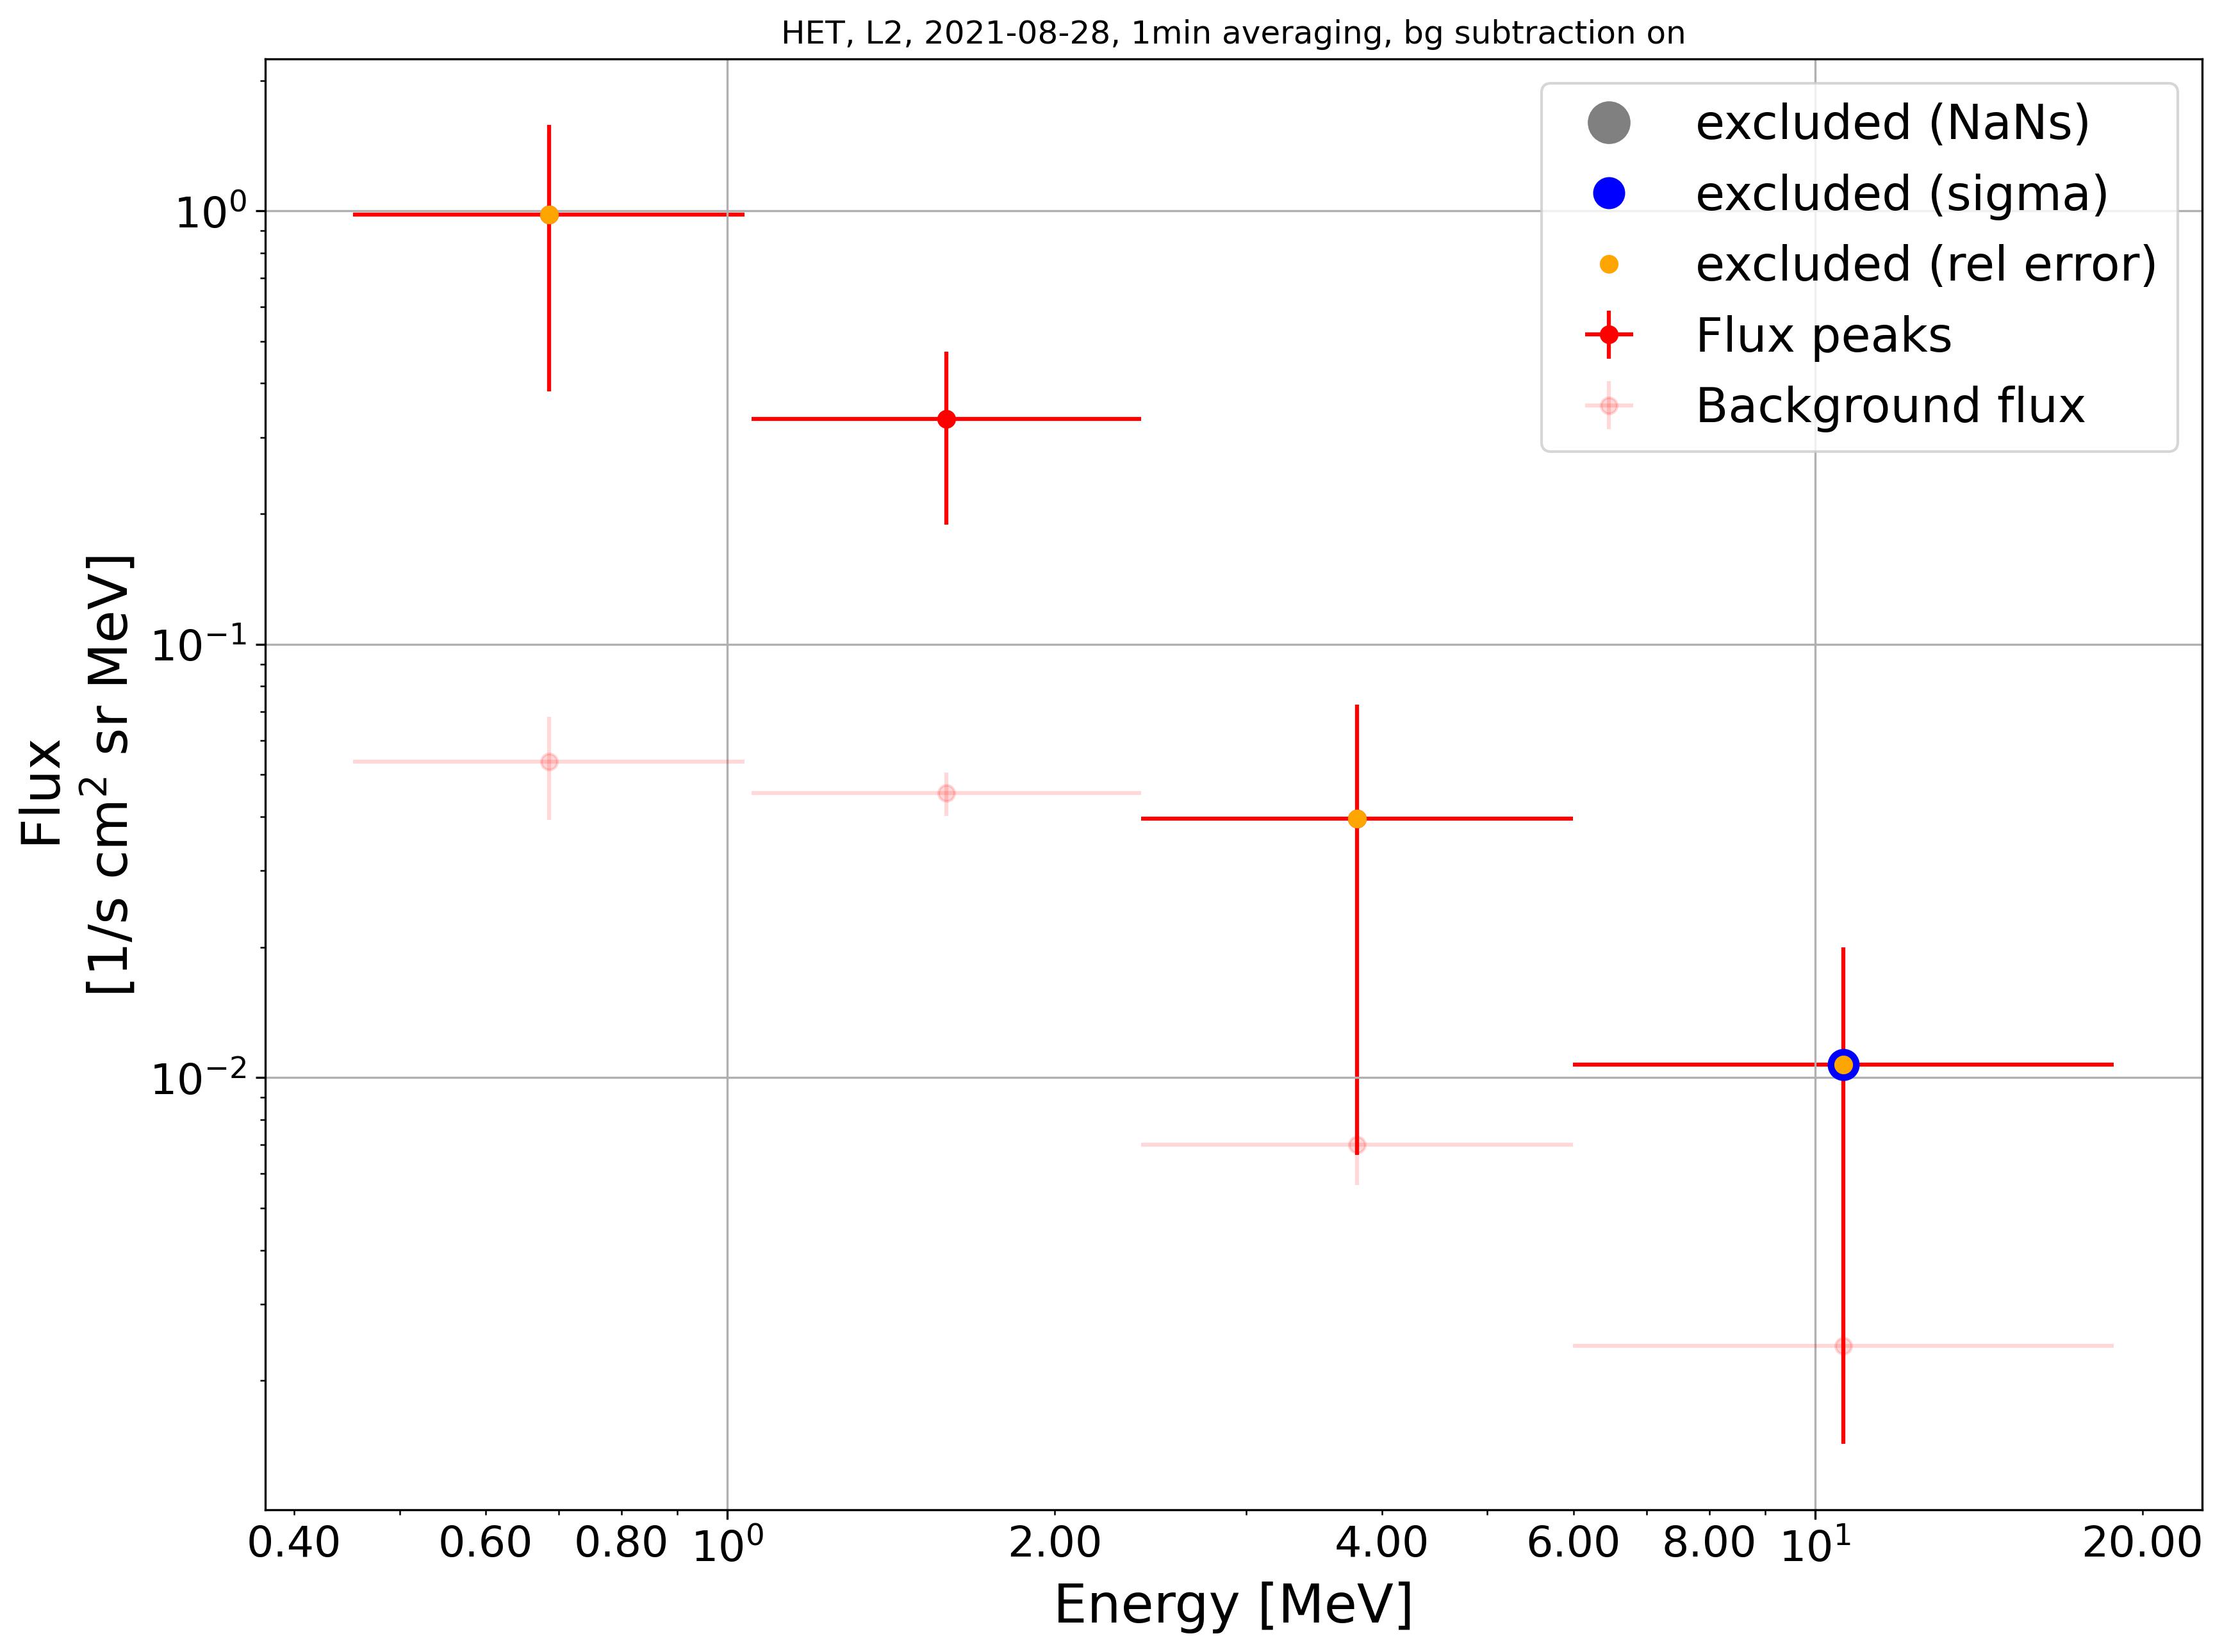 HET, L2, 2021-08-28, 1min averaging, bg subtraction on
excluded (NaNs)
excluded (sigma)
excluded (rel error)
Flux peaks
Background flux
10⁰
10⁻¹
10⁻²
Flux
[1/s cm² sr MeV]
0.40 0.60 0.80 10⁰ 2.00 4.00 6.00 8.00 10¹ 20.00
Energy [MeV]